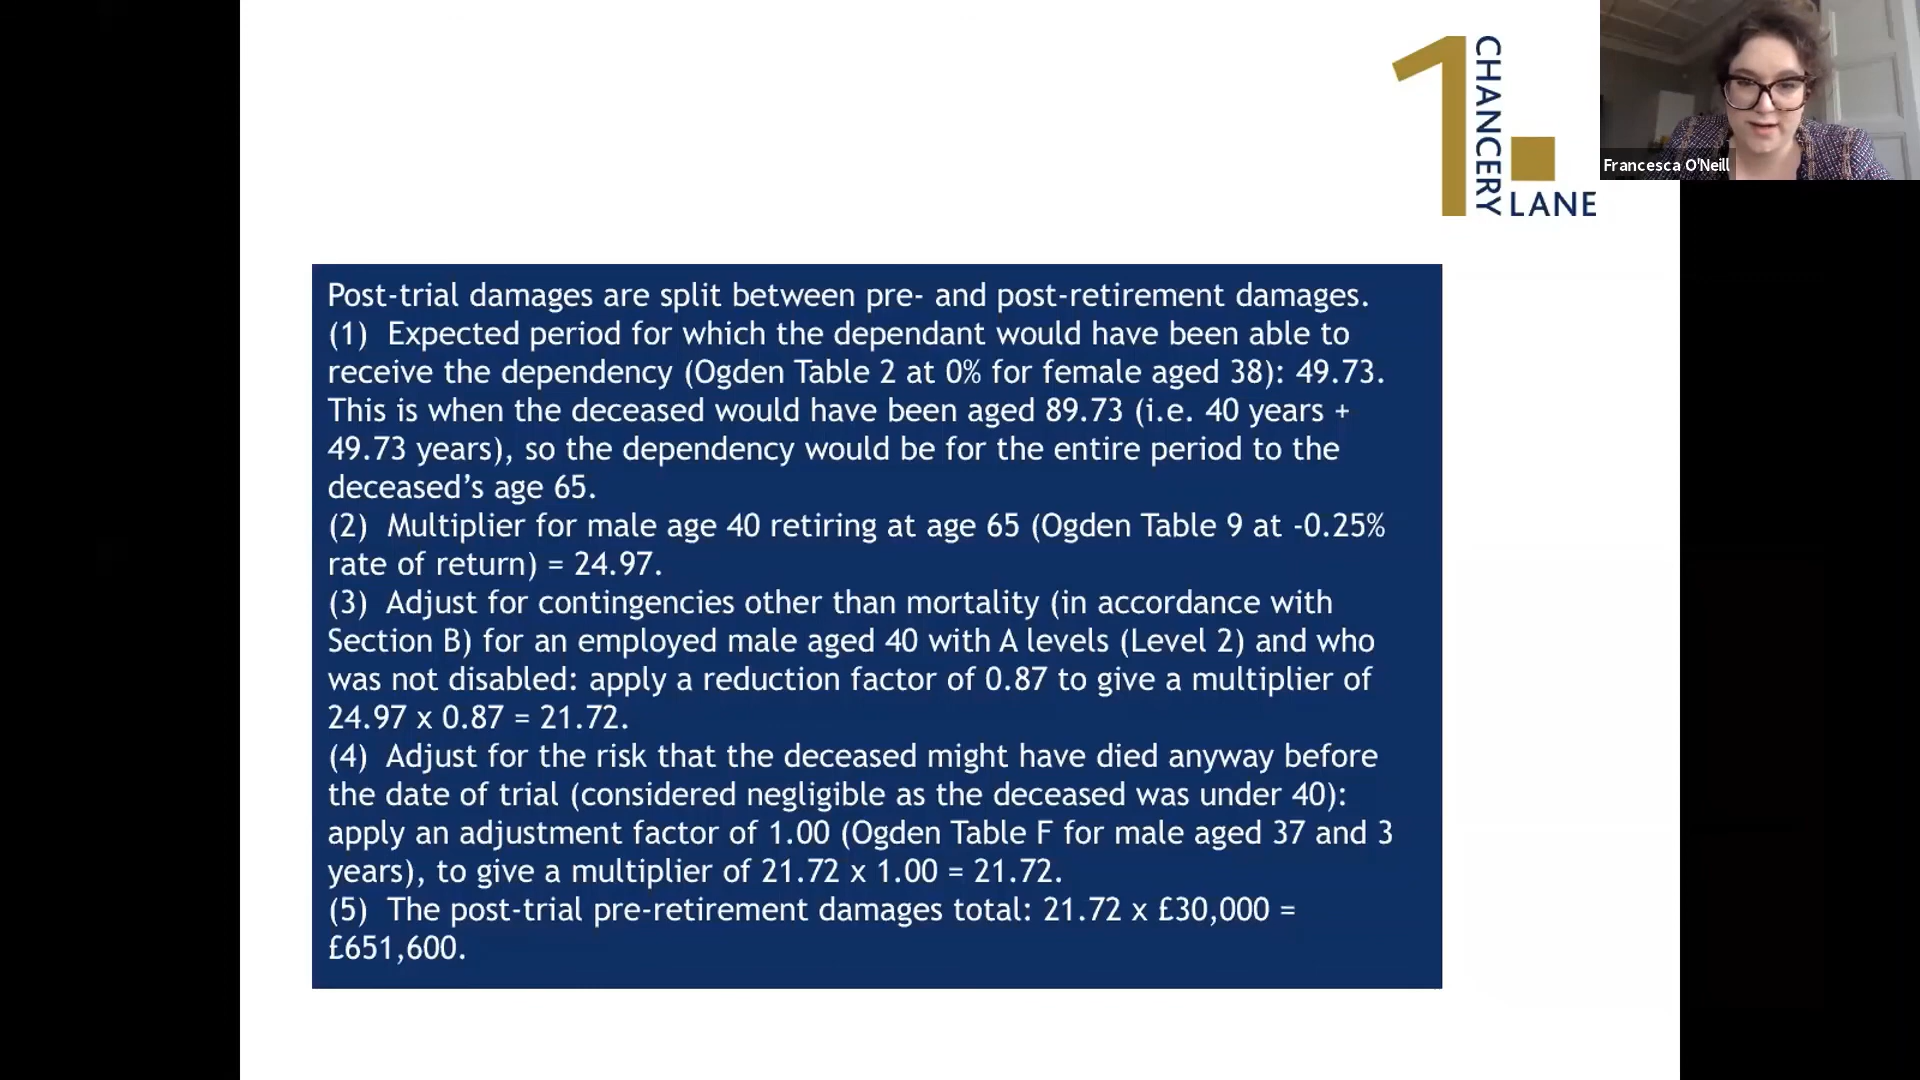 1 CHANCERY LANE
Francesca O'Neill
Post-trial damages are split between pre- and post-retirement damages.
(1) Expected period for which the dependant would have been able to
receive the dependency (Ogden Table 2 at 0% for female aged 38): 49.73.
This is when the deceased would have been aged 89.73 (i.e. 40 years +
49.73 years), so the dependency would be for the entire period to the
deceased’s age 65.
(2) Multiplier for male age 40 retiring at age 65 (Ogden Table 9 at -0.25%
rate of return) = 24.97.
(3) Adjust for contingencies other than mortality (in accordance with
Section B) for an employed male aged 40 with A levels (Level 2) and who
was not disabled: apply a reduction factor of 0.87 to give a multiplier of
24.97 x 0.87 = 21.72.
(4) Adjust for the risk that the deceased might have died anyway before
the date of trial (considered negligible as the deceased was under 40):
apply an adjustment factor of 1.00 (Ogden Table F for male aged 37 and 3
years), to give a multiplier of 21.72 x 1.00 = 21.72.
(5) The post-trial pre-retirement damages total: 21.72 x £30,000 =
£651,600.